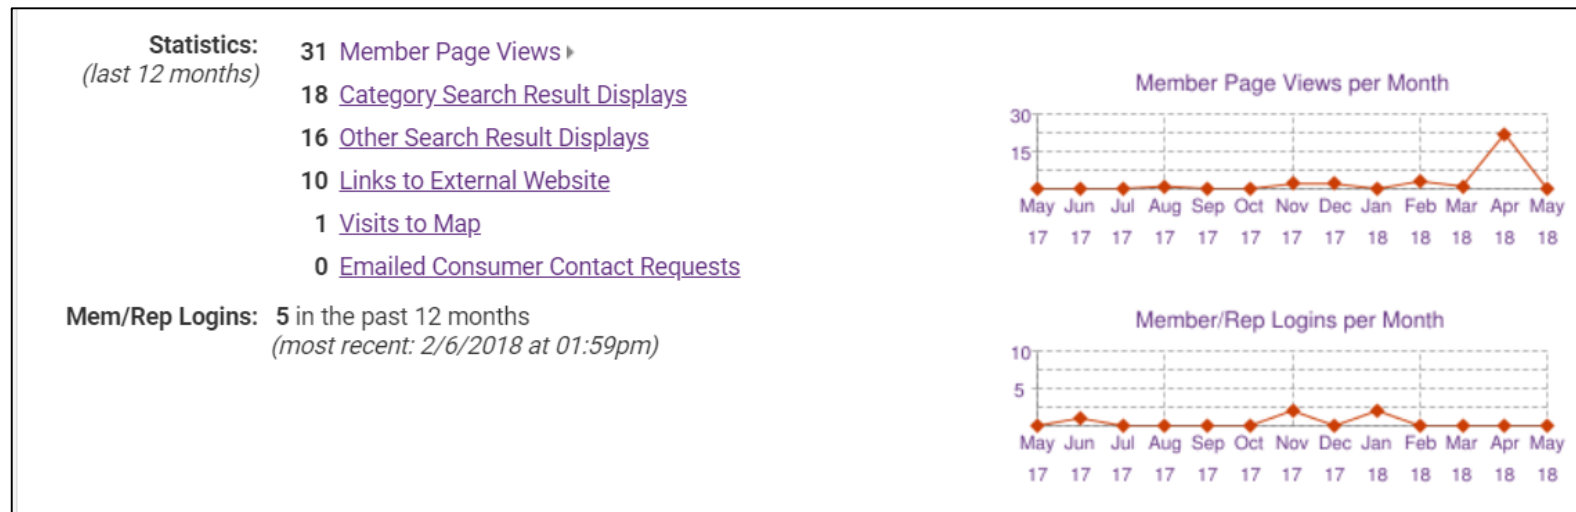 Statistics:
(last 12 months)
31 Member Page Views
18 Category Search Result Displays
16 Other Search Result Displays
10 Links to External Website
1 Visits to Map
0 Emailed Consumer Contact Requests
Mem/Rep Logins: 5 in the past 12 months
(most recent: 2/6/2018 at 01:59pm)
Member Page Views per Month
30
15
May Jun Jul Aug Sep Oct Nov Dec Jan Feb Mar Apr May
17 17 17 17 17 17 17 17 18 18 18 18 18
Member/Rep Logins per Month
10
5
May Jun Jul Aug Sep Oct Nov Dec Jan Feb Mar Apr May
17 17 17 17 17 17 17 17 18 18 18 18 18